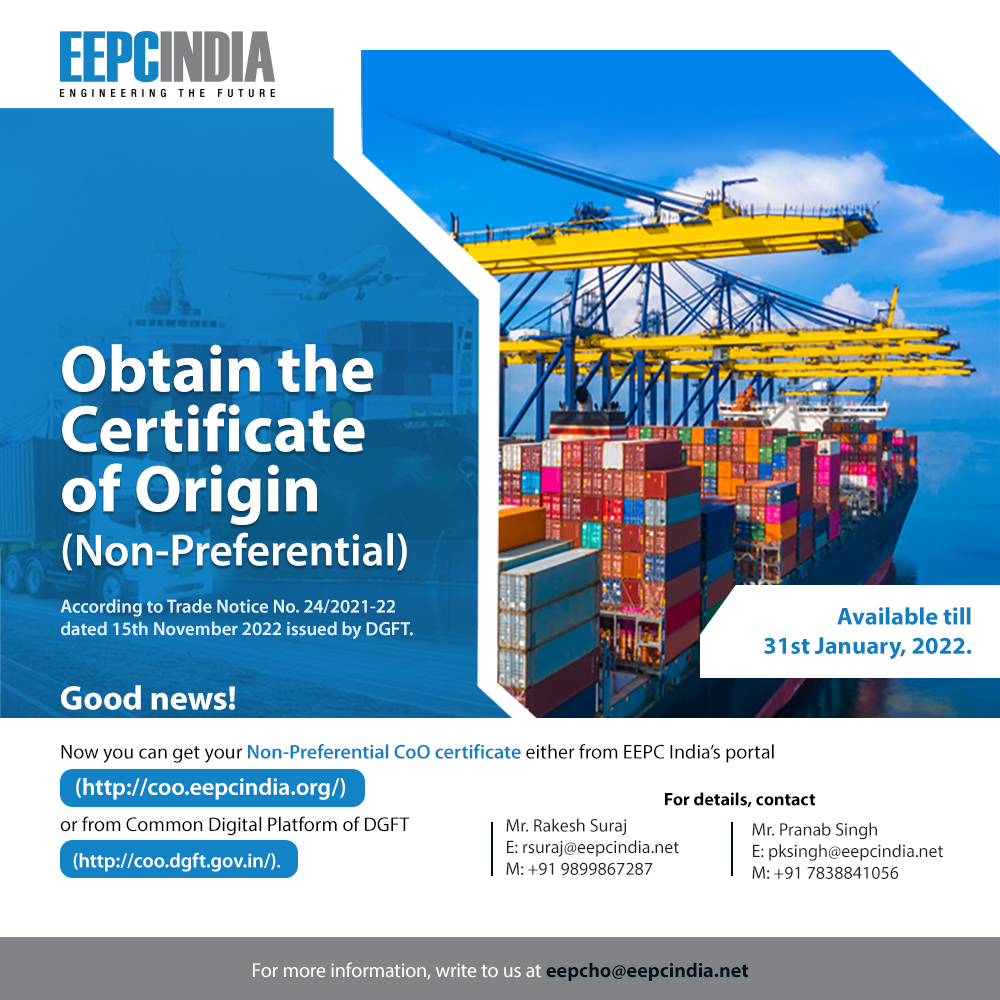 EEPCINDIA
ENGINEERING THE FUTURE
Obtain the
Certificate
of Origin
(Non-Preferential)
According to Trade Notice No. 24/2021-22
dated 15th November 2022 issued by DGFT.
Available till
31st January, 2022.
Good news!
Now you can get your Non-Preferential CoO certificate either from EEPC India's portal
(http://coo.eepcindia.org/)
or from Common Digital Platform of DGFT
(http://coo.dgft.gov.in/).
For details, contact
Mr. Rakesh Suraj
E: rsuraj@eepcindia.net
M: +91 9899867287
Mr. Pranab Singh
E: pksingh@eepcindia.net
M: +91 7838841056
For more information, write to us at eepcho@eepcindia.net